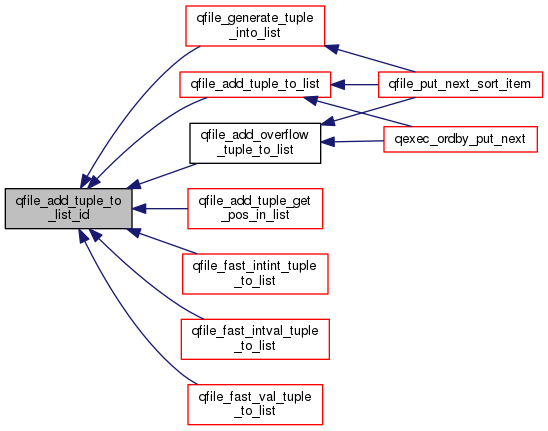 qfile_generate_tuple
_into_list
qfile_add_tuple_to_list
qfile_put_next_sort_item
qfile_add_overflow
_tuple_to_list
qexec_ordby_put_next
qfile_add_tuple_to
_list_id
qfile_add_tuple_get
_pos_in_list
qfile_fast_intint_tuple
_to_list
qfile_fast_intval_tuple
_to_list
qfile_fast_val_tuple
_to_list